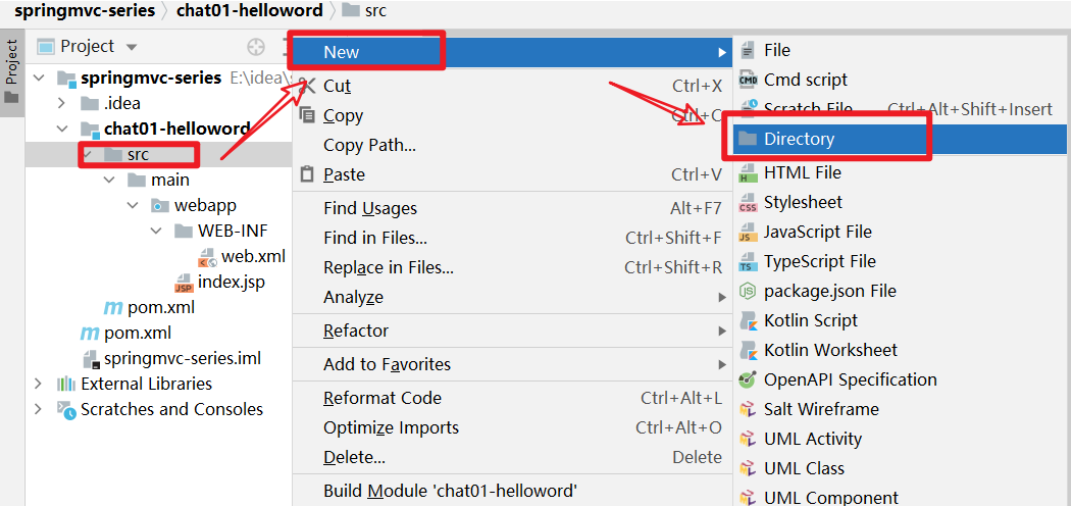 springmvc-series 〉 chat01-helloword 〉 src
Project
Project
springmvc-series E:\idea\
.idea
chat01-helloword
src
main
webapp
WEB-INF
web.xml
index.jsp
pom.xml
pom.xml
springmvc-series.iml
External Libraries
Scratches and Consoles
New
Cut Ctrl+X
Copy Ctrl+C
Copy Path...
Paste Ctrl+V
Find Usages Alt+F7
Find in Files... Ctrl+Shift+F
Replace in Files... Ctrl+Shift+R
Analyze
Refactor
Add to Favorites
Reformat Code Ctrl+Alt+L
Optimize Imports Ctrl+Alt+O
Delete... Delete
Build Module 'chat01-helloword'
File
Cmd script
Scratch File Ctrl+Alt+Shift+Insert
Directory
HTML File
Stylesheet
JavaScript File
TypeScript File
package.json File
Kotlin Script
Kotlin Worksheet
OpenAPI Specification
Salt Wireframe
UML Activity
UML Class
UML Component